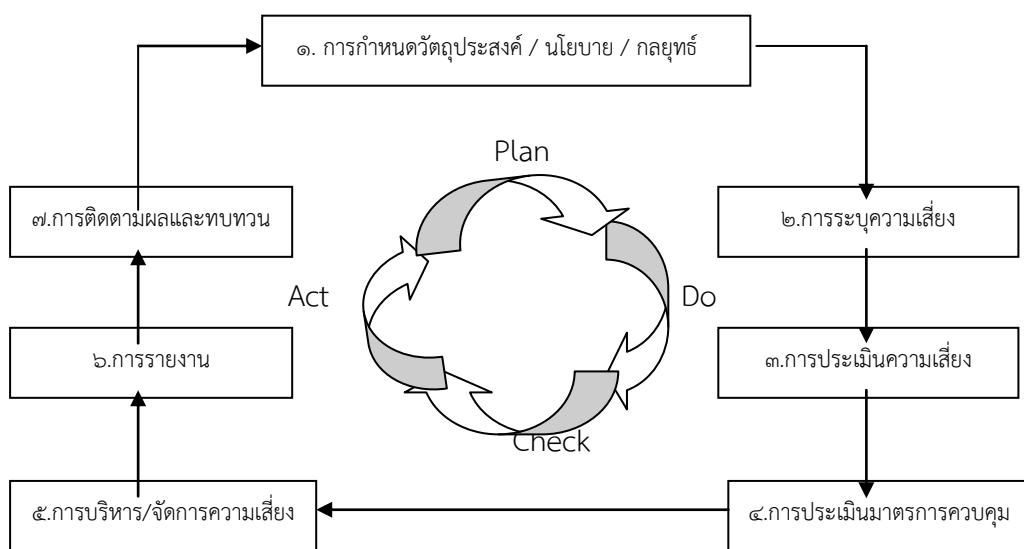 ๑. การกำหนดวัตถุประสงค์ / นโยบาย / กลยุทธ์
Plan
๗.การติดตามผลและทบทวน
๒.การระบุความเสี่ยง
Act
Do
๖.การรายงาน
๓.การประเมินความเสี่ยง
Check
๕.การบริหาร/จัดการความเสี่ยง
๔.การประเมินมาตรการควบคุม